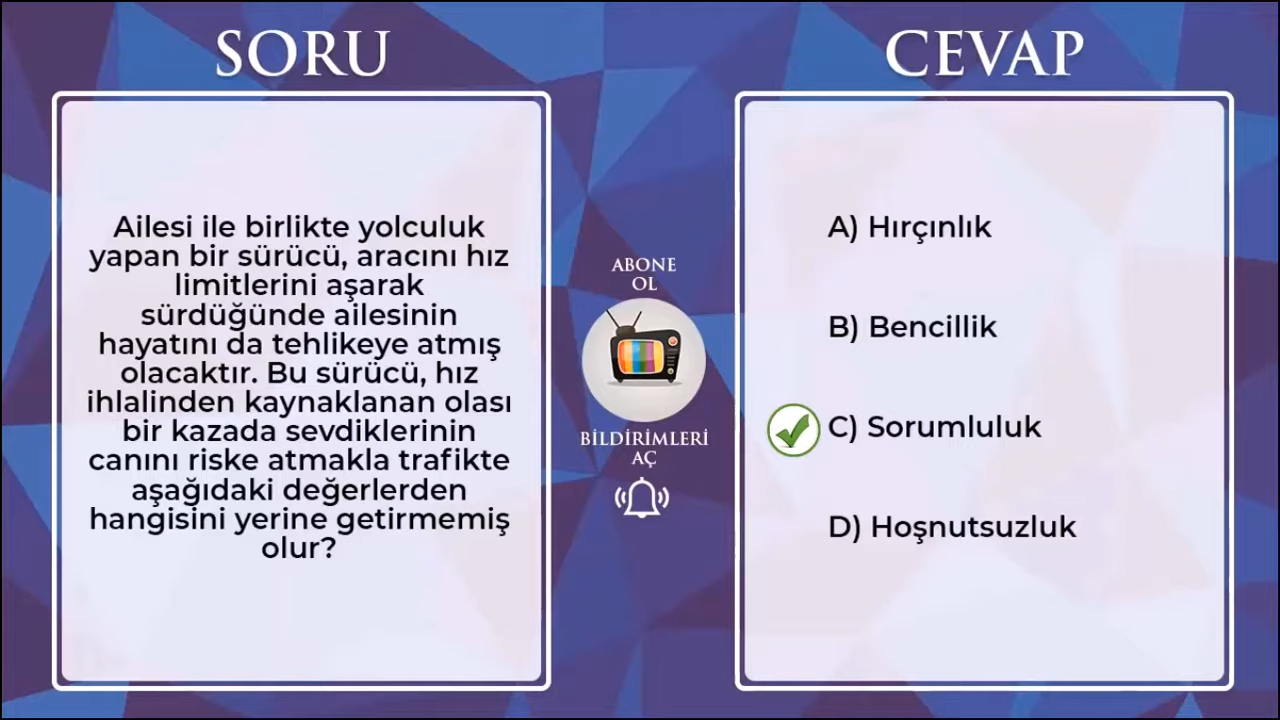 SORU
Ailesi ile birlikte yolculuk
yapan bir sürücü, aracını hız
limitlerini aşarak
sürdüğünde ailesinin
hayatını da tehlikeye atmış
olacaktır. Bu sürücü, hız
ihlalinden kaynaklanan olası
bir kazada sevdiklerinin
canını riske atmakla trafikte
aşağıdaki değerlerden
hangisini yerine getirmemiş
olur?
ABONE
OL
BİLDİRİMLERİ
AÇ
CEVAP
A) Hırçınlık
B) Bencillik
C) Sorumluluk
D) Hoşnutsuzluk